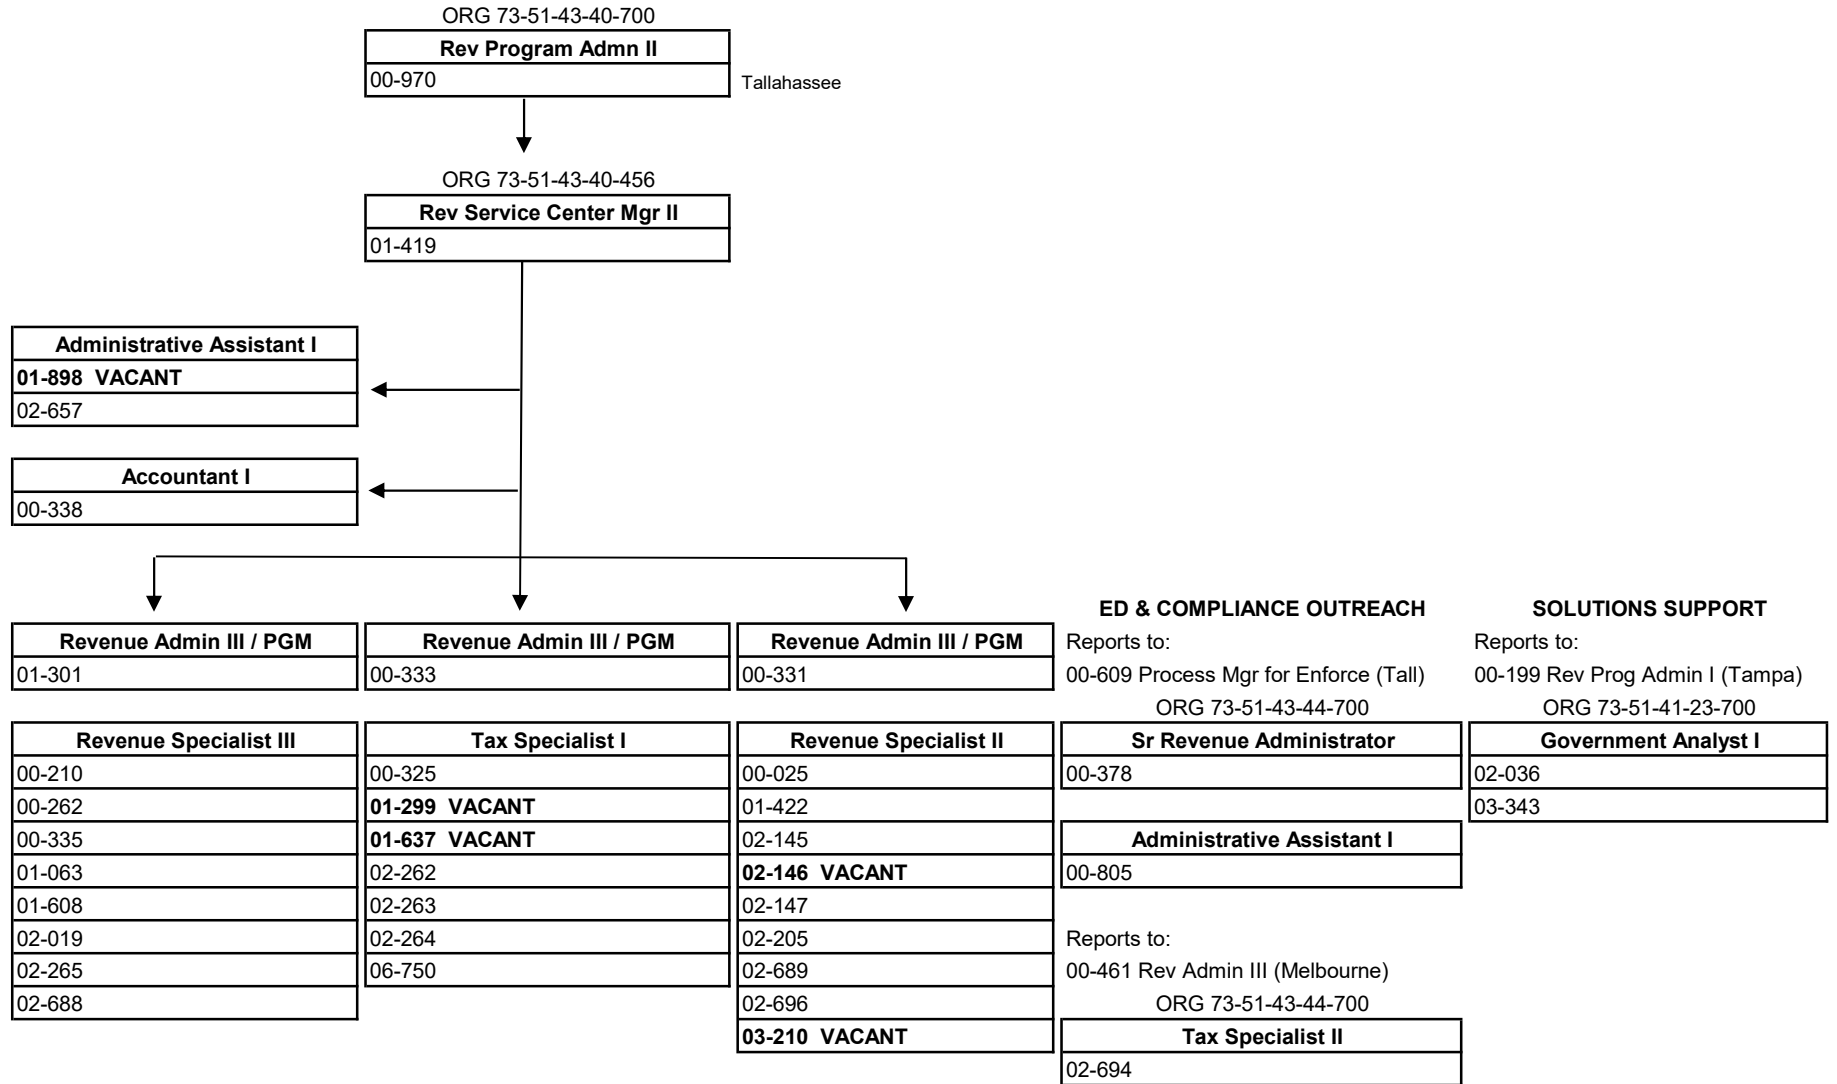 ORG 73-51-43-40-700
Rev Program Admn II
00-970
Tallahassee
ORG 73-51-43-40-456
Rev Service Center Mgr II
01-419
Administrative Assistant I
01-898  VACANT
02-657
Accountant I
00-338
Revenue Admin III / PGM
01-301
Revenue Specialist III
00-210
00-262
00-335
01-063
01-608
02-019
02-265
02-688
Revenue Admin III / PGM
00-333
Tax Specialist I
00-325
01-299  VACANT
01-637  VACANT
02-262
02-263
02-264
06-750
Revenue Admin III / PGM
00-331
Revenue Specialist II
00-025
01-422
02-145
02-146  VACANT
02-147
02-205
02-689
02-696
03-210  VACANT
ED & COMPLIANCE OUTREACH
Reports to:
00-609 Process Mgr for Enforce (Tall)
ORG 73-51-43-44-700
Sr Revenue Administrator
00-378
Administrative Assistant I
00-805
Reports to:
00-461 Rev Admin III (Melbourne)
ORG 73-51-43-44-700
Tax Specialist II
02-694
SOLUTIONS SUPPORT
Reports to:
00-199 Rev Prog Admin I (Tampa)
ORG 73-51-41-23-700
Government Analyst I
02-036
03-343